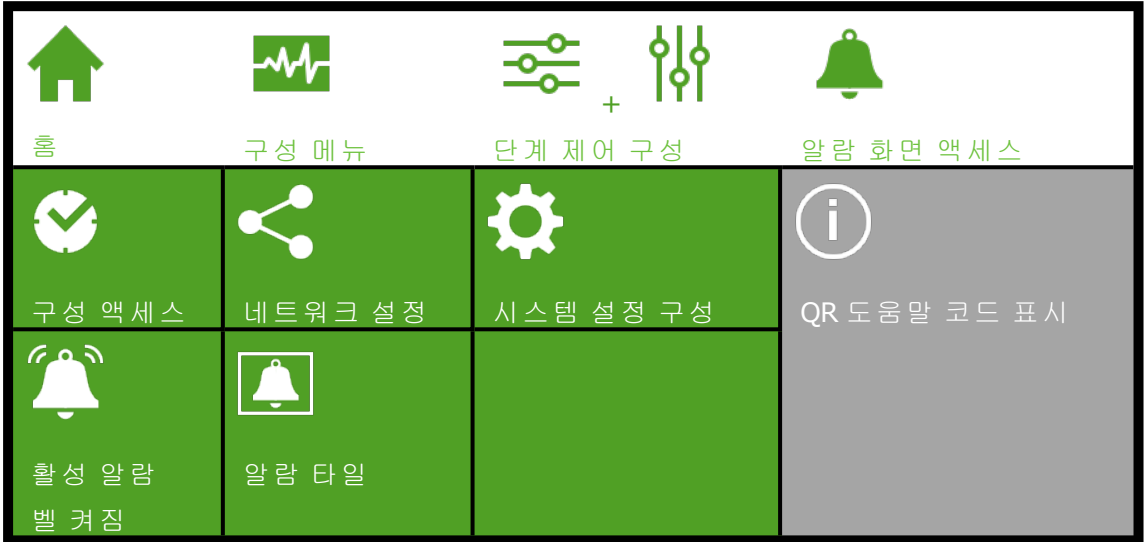 +
홈
구성 메뉴
단계 제어 구성
알람 화면 액세스
구성 액세스
네트워크 설정
시스템 설정 구성
QR 도움말 코드 표시
활성 알람
벨 켜짐
알람 타일